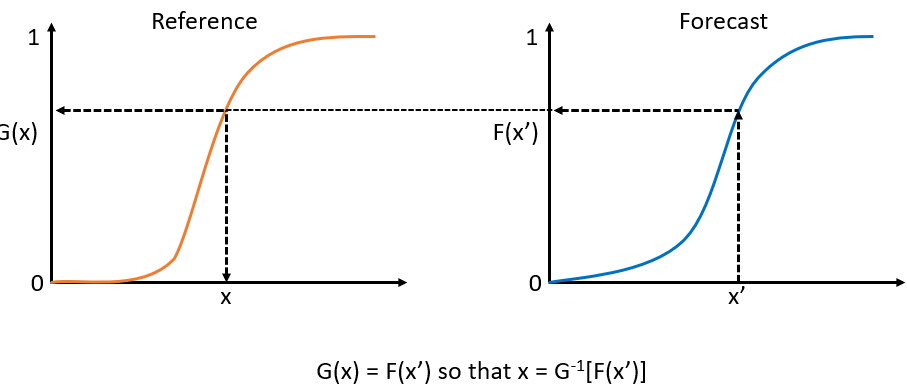 Reference
1
G(x)
0
x
Forecast
1
F(x’)
0
x’
G(x) = F(x’) so that x = G⁻¹[F(x’)]